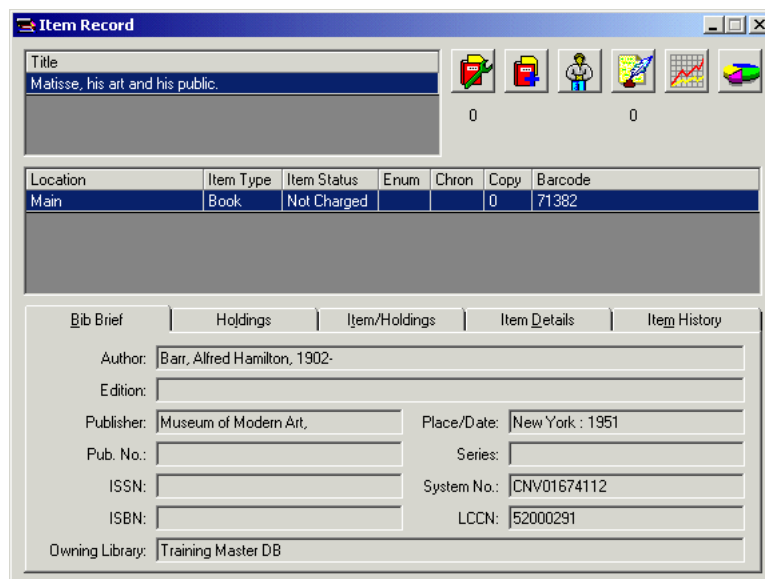 Item Record
Title
Matisse, his art and his public.
0 0
Location Item Type Item Status Enum Chron Copy Barcode
Main Book Not Charged 0 71382
Bib Brief Holdings Item/Holdings Item Details Item History
Author: Barr, Alfred Hamilton, 1902-
Edition:
Publisher: Museum of Modern Art, Place/Date: New York : 1951
Pub. No.: Series:
ISSN: System No.: CNV01674112
ISBN: LCCN: 52000291
Owning Library: Training Master DB